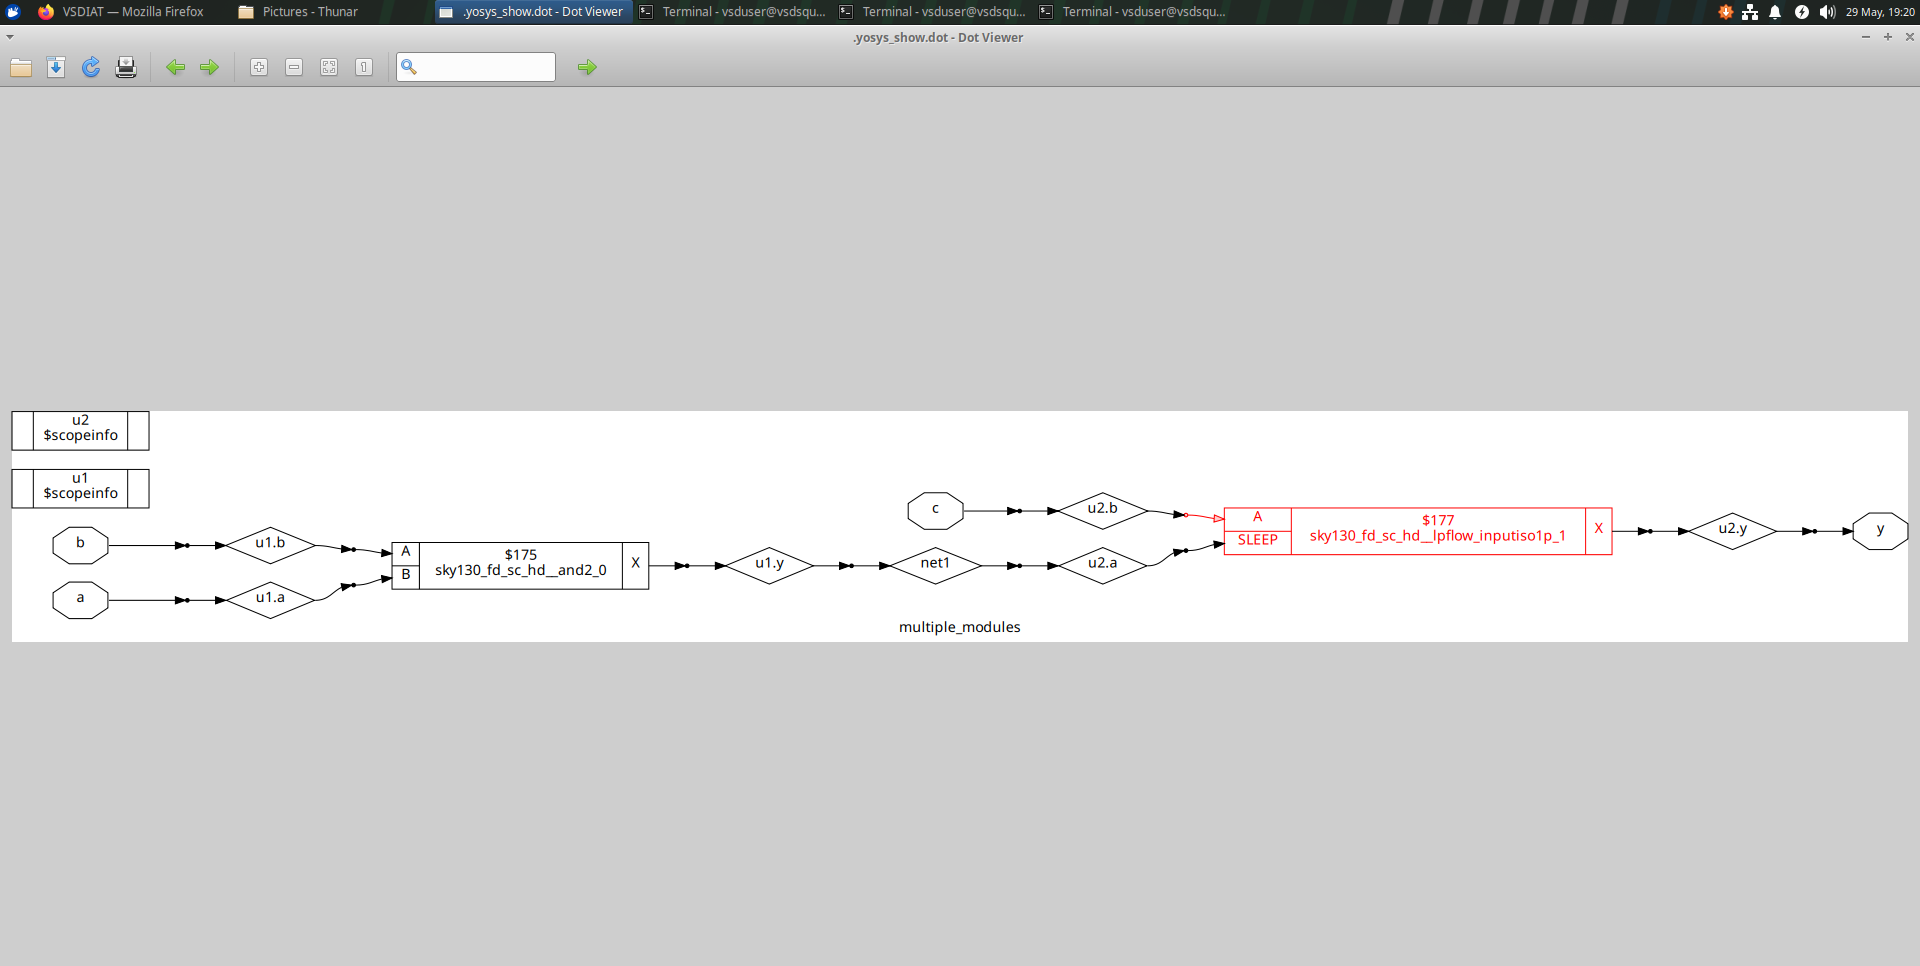 VSDIAT — Mozilla Firefox
Pictures - Thunar
.yosys_show.dot - Dot Viewer
Terminal - vsduser@vsdsqu...
Terminal - vsduser@vsdsqu...
Terminal - vsduser@vsdsqu...
29 May, 19:20
.yosys_show.dot - Dot Viewer
u2
$scopeinfo
u1
$scopeinfo
b
u1.b
a
u1.a
A
B
$175
sky130_fd_sc_hd__and2_0
X
u1.y
net1
c
u2.b
u2.a
A
SLEEP
$177
sky130_fd_sc_hd__lpflow_inputiso1p_1
X
u2.y
y
multiple_modules